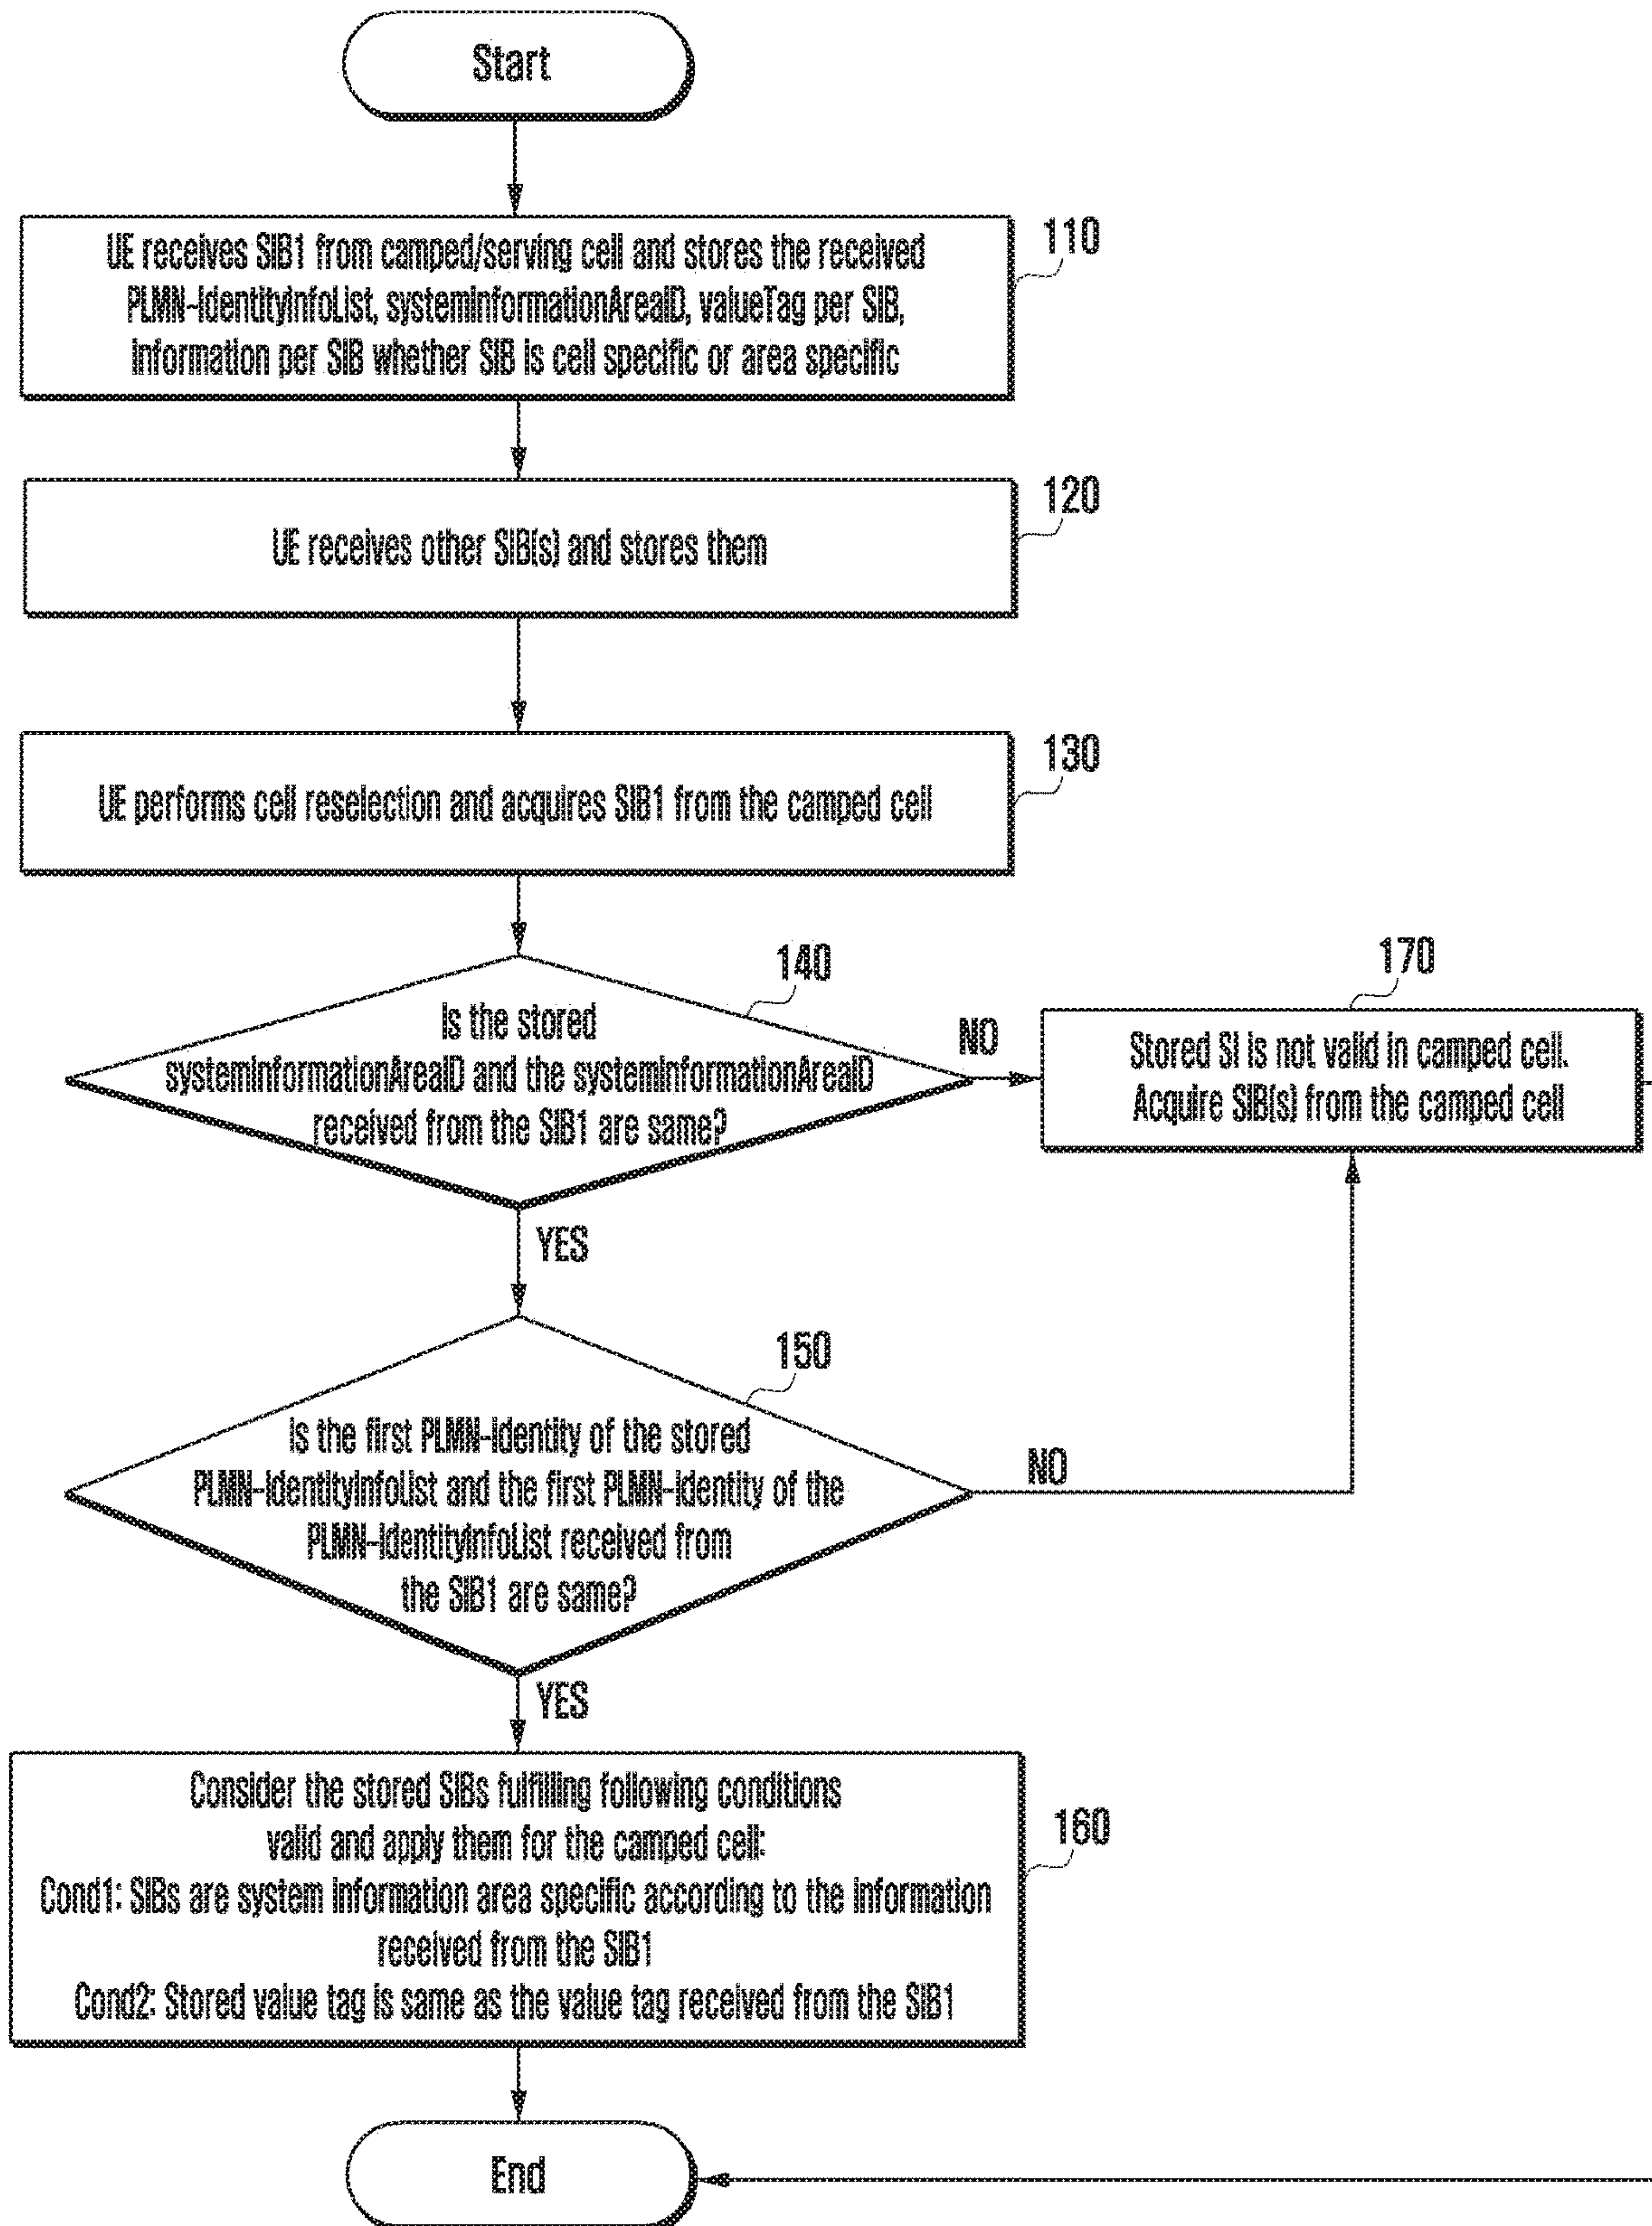 Start
UE receives SIB1 from camped/serving cell and stores the received
PLMN-IdentityInfoList, systemInformationAreaID, valueTag per SIB,
information per SIB whether SIB is cell specific or area specific
110
UE receives other SIB(s) and stores them
120
UE performs cell reselection and acquires SIB1 from the camped cell
130
140
Is the stored
systemInformationAreaID and the systemInformationAreaID
received from the SIB1 are same?
NO
170
Stored SI is not valid in camped cell.
Acquire SIB(s) from the camped cell
YES
150
Is the first PLMN-Identity of the stored
PLMN-IdentityInfoList and the first PLMN-Identity of the
PLMN-IdentityInfoList received from
the SIB1 are same?
NO
YES
Consider the stored SIBs fulfilling following conditions
valid and apply them for the camped cell:
Cond1: SIBs are system information area specific according to the information
received from the SIB1
Cond2: Stored value tag is same as the value tag received from the SIB1
160
End